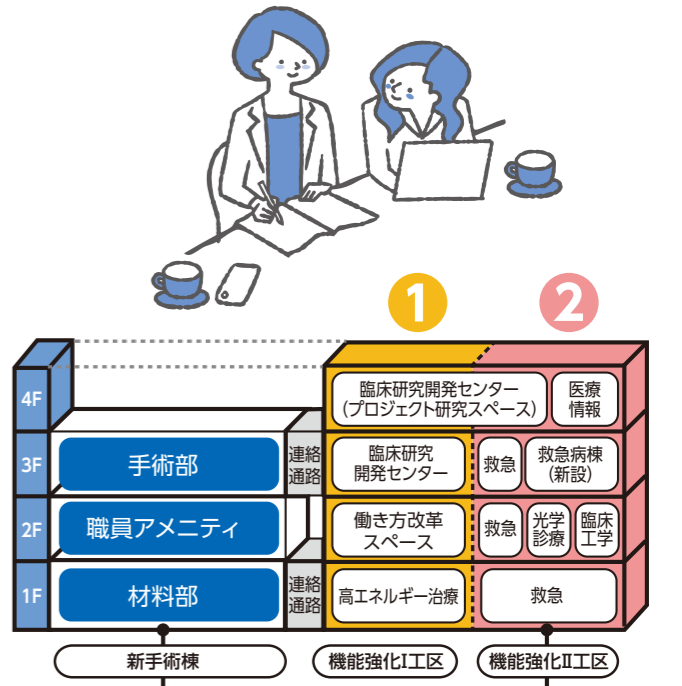 1
2
4F
臨床研究開発センター
(プロジェクト研究スペース)
医療
情報
3F
手術部
連絡
通路
臨床研究
開発センター
救急
救急病棟
(新設)
2F
職員アメニティ
働き方改革
スペース
救急
光学
診療
臨床
工学
1F
材料部
連絡
通路
高エネルギー治療
救急
新手術棟
機能強化I工区
機能強化II工区